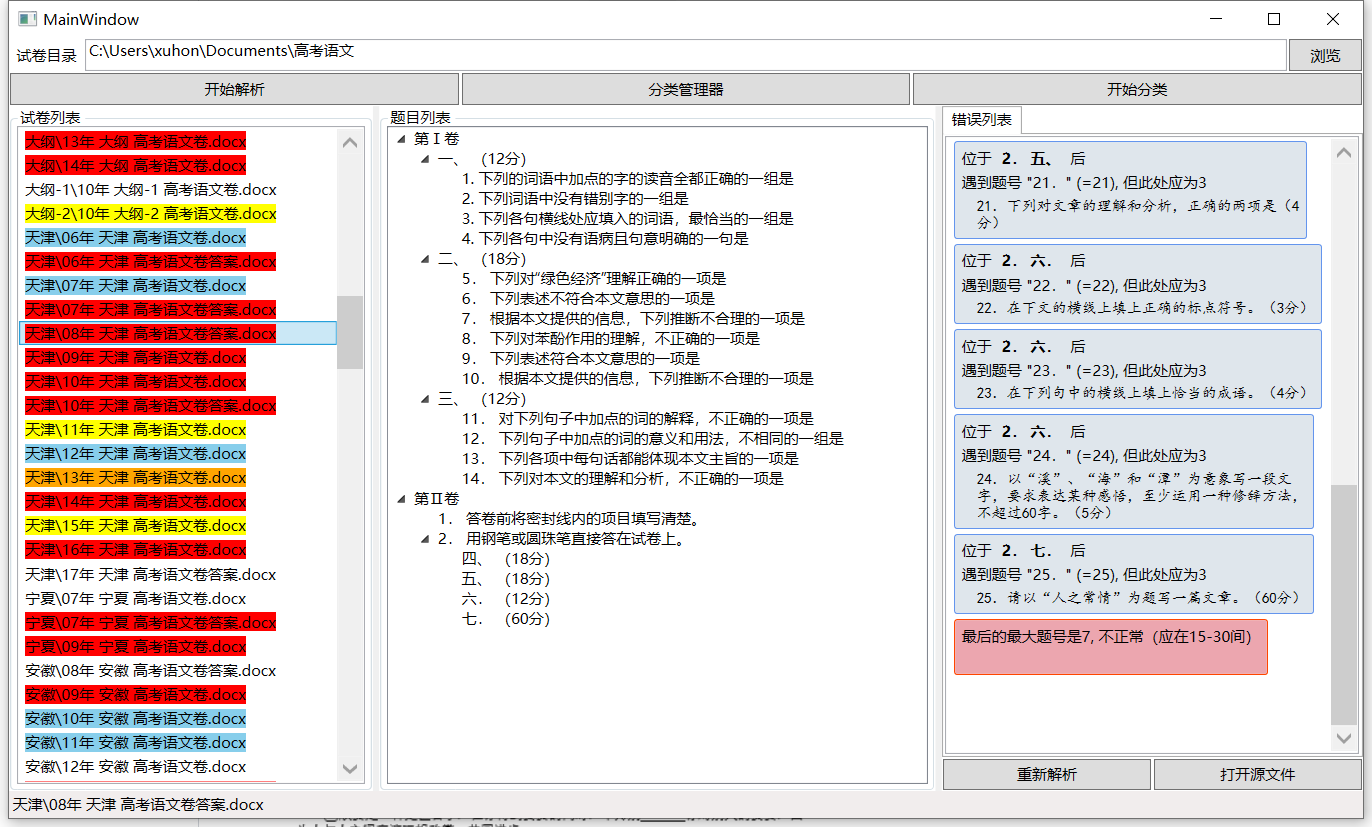 MainWindow
试卷目录
C:\Users\xuhon\Documents\高考语文
浏览
开始解析
分类管理器
开始分类
试卷列表
大纲\13年 大纲 高考语文卷.docx
大纲\14年 大纲 高考语文卷.docx
大纲-1\10年 大纲-1 高考语文卷.docx
大纲-2\10年 大纲-2 高考语文卷.docx
天津\06年 天津 高考语文卷.docx
天津\06年 天津 高考语文卷答案.docx
天津\07年 天津 高考语文卷.docx
天津\07年 天津 高考语文卷答案.docx
天津\08年 天津 高考语文卷答案.docx
天津\09年 天津 高考语文卷.docx
天津\10年 天津 高考语文卷.docx
天津\10年 天津 高考语文卷答案.docx
天津\11年 天津 高考语文卷.docx
天津\12年 天津 高考语文卷.docx
天津\13年 天津 高考语文卷.docx
天津\14年 天津 高考语文卷.docx
天津\15年 天津 高考语文卷.docx
天津\16年 天津 高考语文卷.docx
天津\17年 天津 高考语文卷答案.docx
宁夏\07年 宁夏 高考语文卷.docx
宁夏\07年 宁夏 高考语文卷答案.docx
宁夏\09年 宁夏 高考语文卷.docx
安徽\08年 安徽 高考语文卷答案.docx
安徽\09年 安徽 高考语文卷.docx
安徽\10年 安徽 高考语文卷.docx
安徽\11年 安徽 高考语文卷.docx
安徽\12年 安徽 高考语文卷.docx
题目列表
第Ⅰ卷
一、 (12分)
1. 下列的词语中加点的字的读音全都正确的一组是
2. 下列词语中没有错别字的一组是
3. 下列各句横线处应填入的词语，最恰当的一组是
4. 下列各句中没有语病且句意明确的一句是
二、 (18分)
5． 下列对“绿色经济”理解正确的一项是
6． 下列表述不符合本文意思的一项是
7． 根据本文提供的信息，下列推断不合理的一项是
8． 下列对苯酚作用的理解，不正确的一项是
9． 下列表述符合本文意思的一项是
10． 根据本文提供的信息，下列推断不合理的一项是
三、 (12分)
11． 对下列句子中加点的词的解释，不正确的一项是
12． 下列句子中加点的词的意义和用法，不相同的一组是
13． 下列各项中每句话都能体现本文主旨的一项是
14． 下列对本文的理解和分析，不正确的一项是
第Ⅱ卷
1． 答卷前将密封线内的项目填写清楚。
2． 用钢笔或圆珠笔直接答在试卷上。
四、 (18分)
五、 (18分)
六． (12分)
七． (60分)
错误列表
位于 2．五、 后
遇到题号 "21．" (=21), 但此处应为3
21．下列对文章的理解和分析，正确的两项是（4
分）
位于 2．六． 后
遇到题号 "22．" (=22), 但此处应为3
22．在下文的横线上填上正确的标点符号。（3分）
位于 2．六． 后
遇到题号 "23．" (=23), 但此处应为3
23．在下列句中的横线上填上恰当的成语。（4分）
位于 2．六． 后
遇到题号 "24．" (=24), 但此处应为3
24．以“溪”、“海”和“潭”为意象写一段文
字，要求表达某种感悟，至少运用一种修辞方法，
不超过60字。（5分）
位于 2．七． 后
遇到题号 "25．" (=25), 但此处应为3
25．请以“人之常情”为题写一篇文章。（60分）
最后的最大题号是7, 不正常（应在15-30间）
重新解析
打开源文件
天津\08年 天津 高考语文卷答案.docx